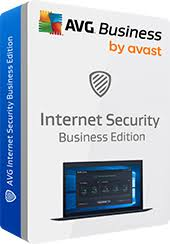 AVG Business
by avast
Internet Security
Business Edition
AVG Internet Security Business Edition